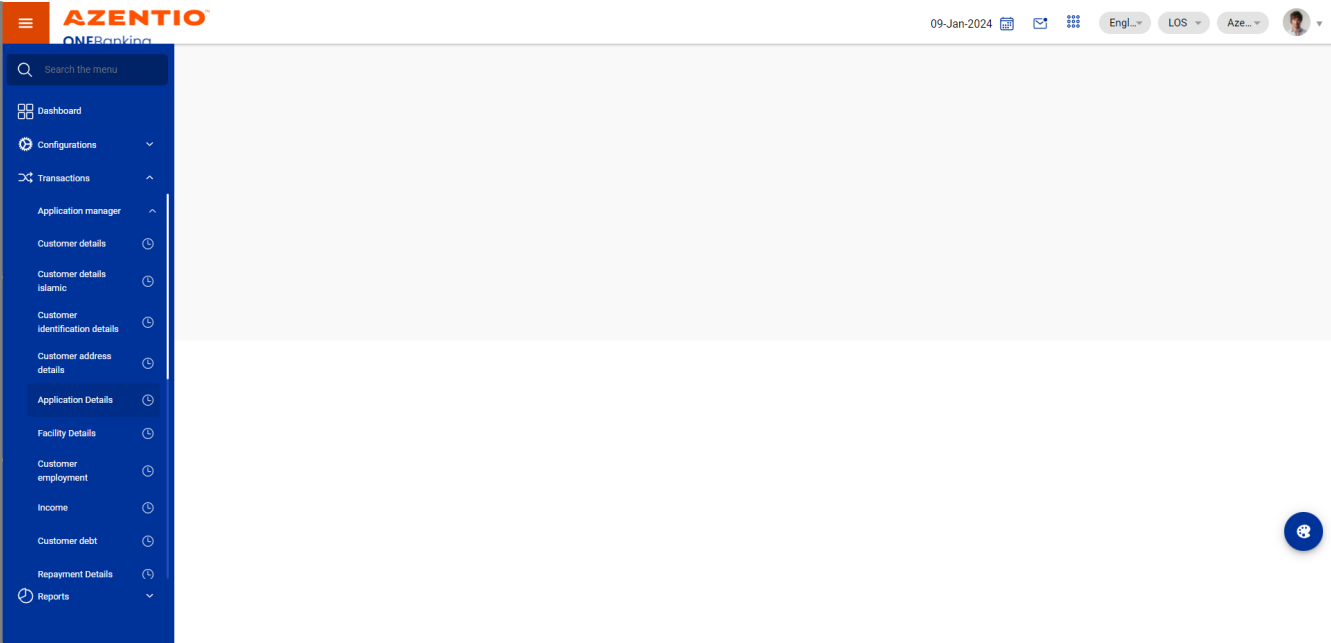 AZENTIO™
ONEBanking
09-Jan-2024
Engl...
LOS
Aze...
Search the menu
Dashboard
Configurations
Transactions
Application manager
Customer details
Customer details
islamic
Customer
identification details
Customer address
details
Application Details
Facility Details
Customer
employment
Income
Customer debt
Repayment Details
Reports